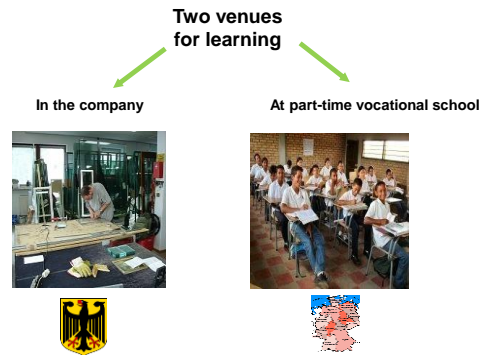 Two venues
for learning
In the company
At part-time vocational school